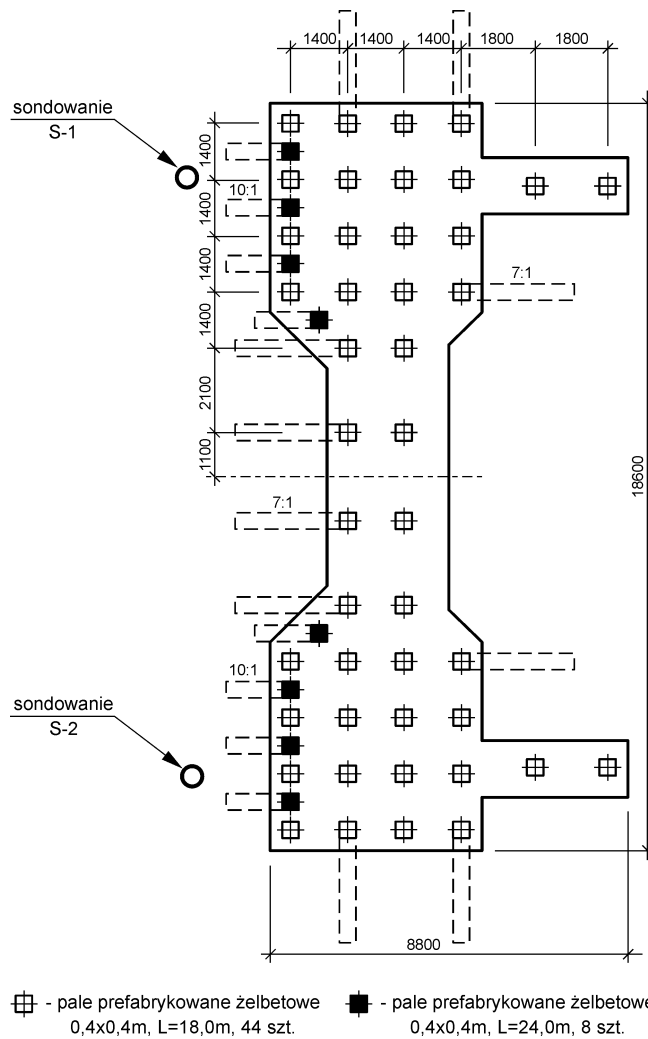 1400
1400
1400
1800
1800
sondowanie
S-1
1400
10:1
1400
1400
7:1
1400
2100
1100
18600
7:1
10:1
sondowanie
S-2
8800
- pale prefabrykowane żelbetowe
0,4x0,4m, L=18,0m, 44 szt.
- pale prefabrykowane żelbetowe
0,4x0,4m, L=24,0m, 8 szt.